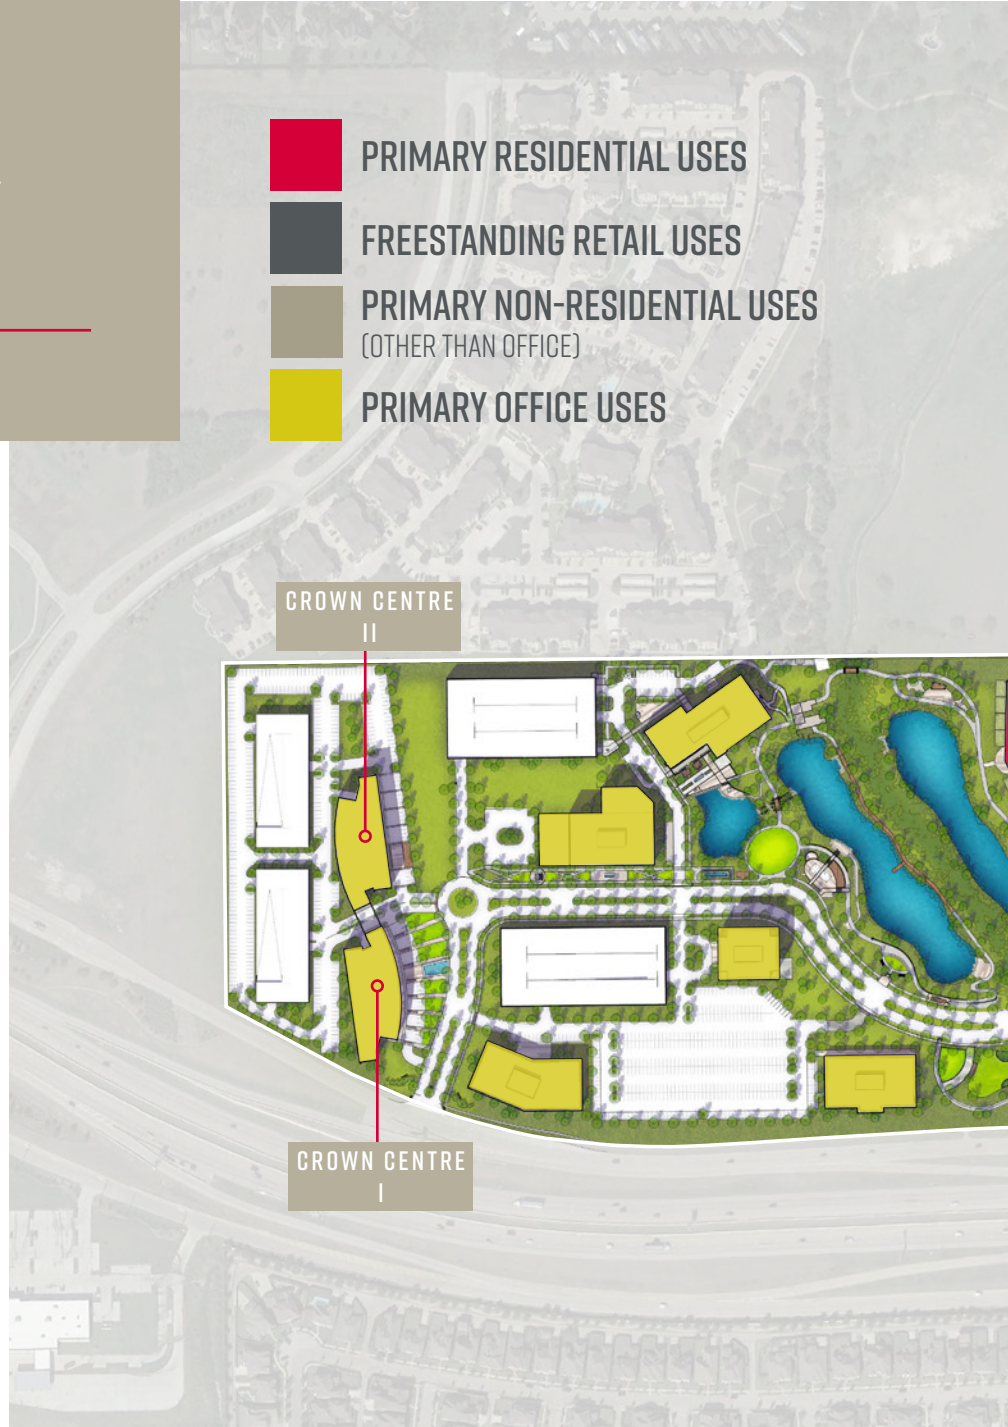 PRIMARY RESIDENTIAL USES
FREESTANDING RETAIL USES
PRIMARY NON-RESIDENTIAL USES
(OTHER THAN OFFICE)
PRIMARY OFFICE USES
CROWN CENTRE
II
CROWN CENTRE
I